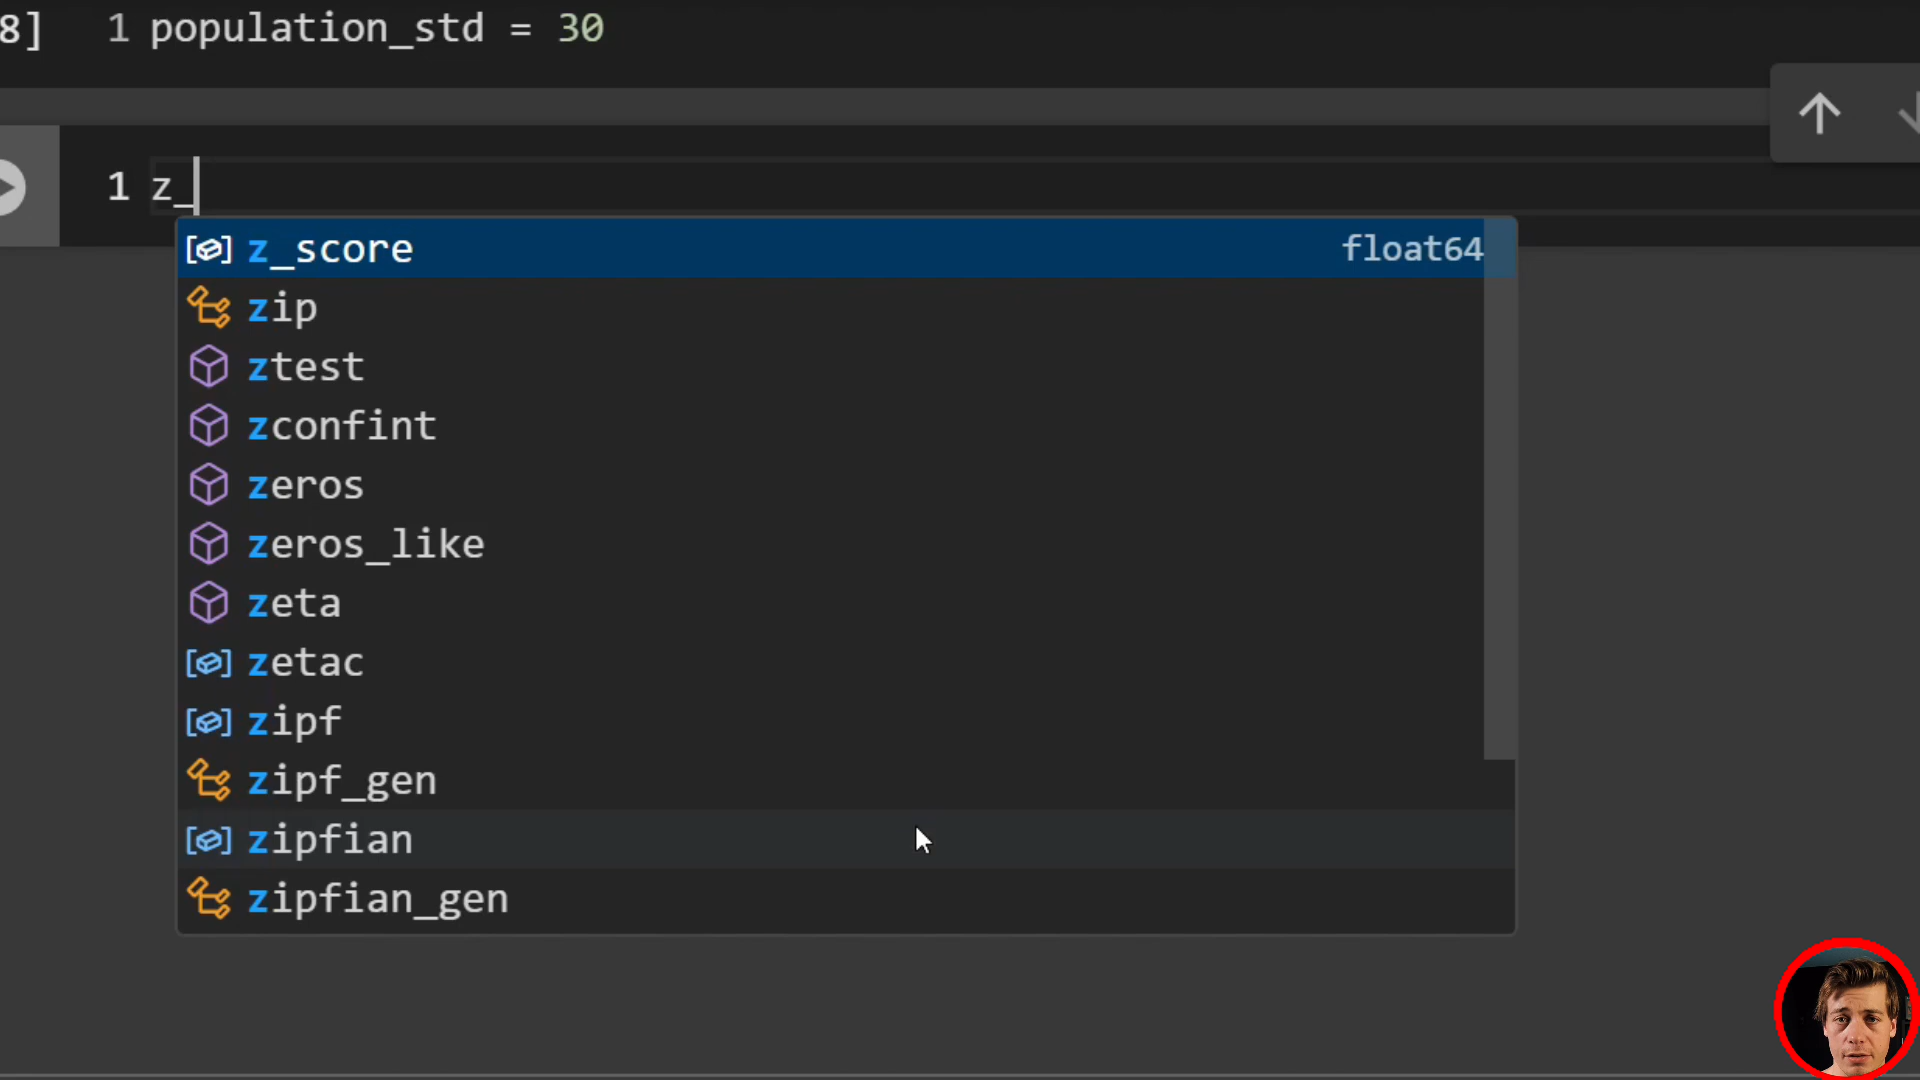 8] 1 population_std = 30
1 z_
z_score float64
zip
ztest
zconfint
zeros
zeros_like
zeta
zetac
zipf
zipf_gen
zipfian
zipfian_gen